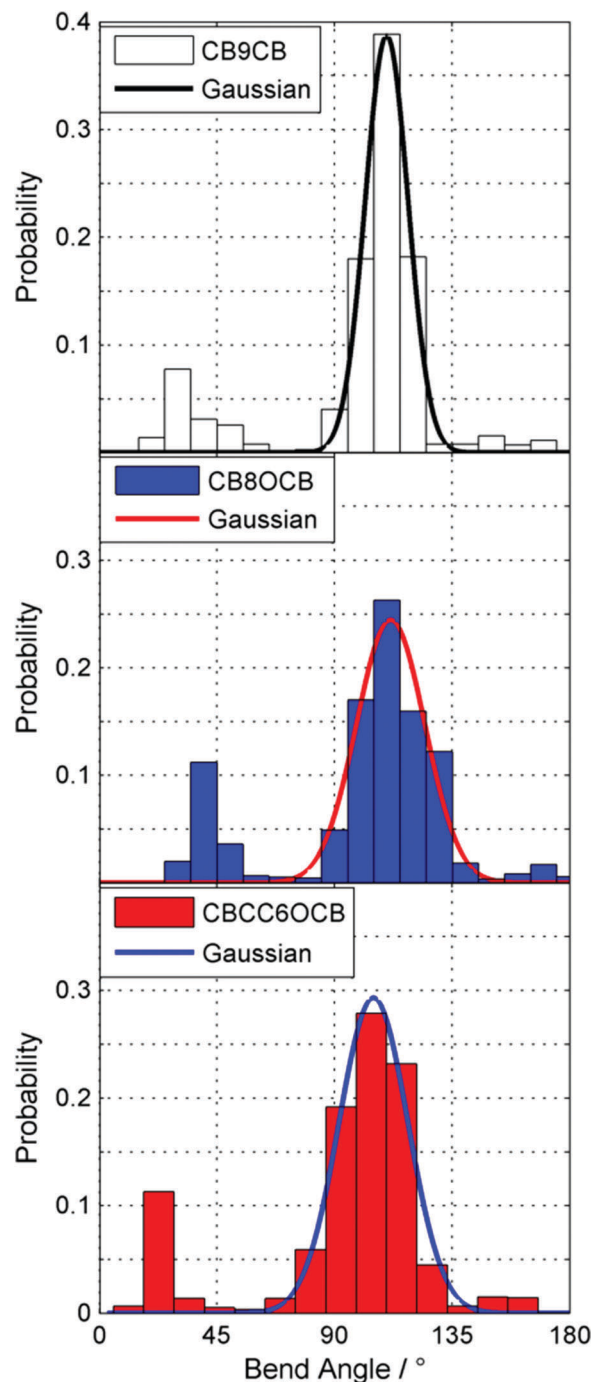 0.4
CB9CB
Gaussian
0.3
Probability
0.2
0.1
CB8OCB
Gaussian
0.3
Probability
0.2
0.1
CBCC6OCB
Gaussian
0.3
Probability
0.2
0.1
0
0 45 90 135 180
Bend Angle / °